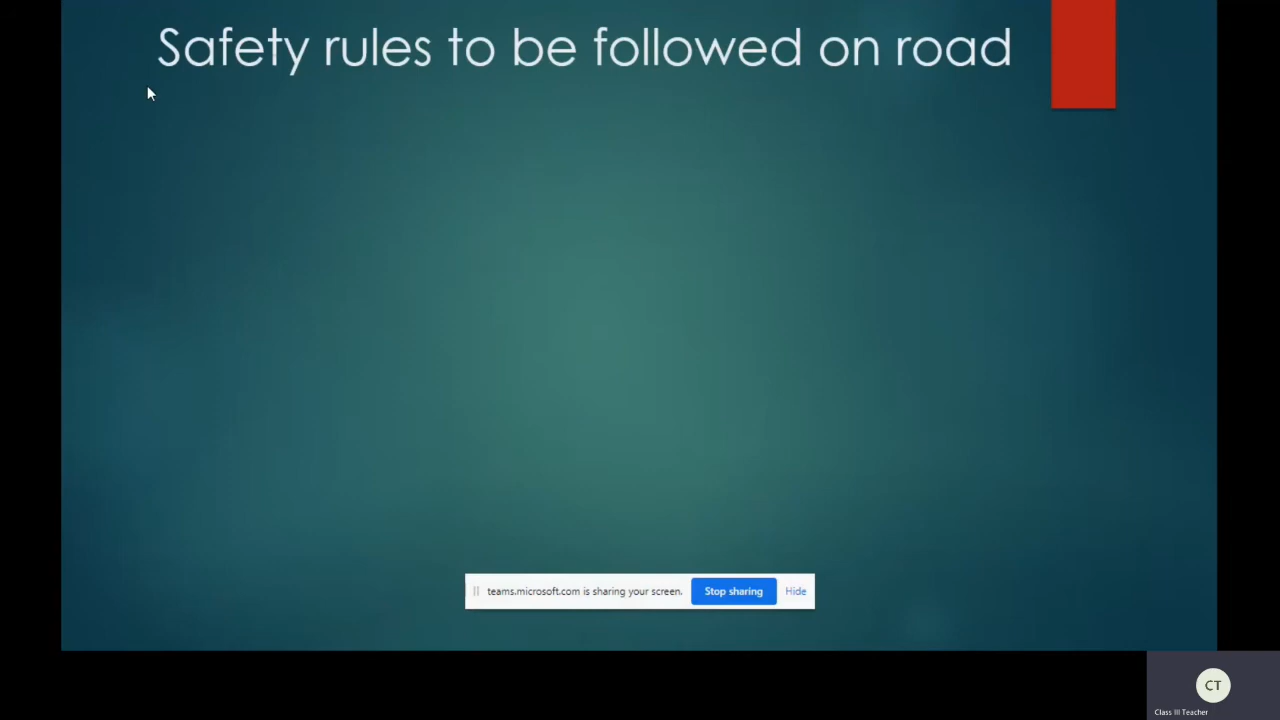 Safety rules to be followed on road
teams.microsoft.com is sharing your screen. Stop sharing Hide
CT
Class III Teacher